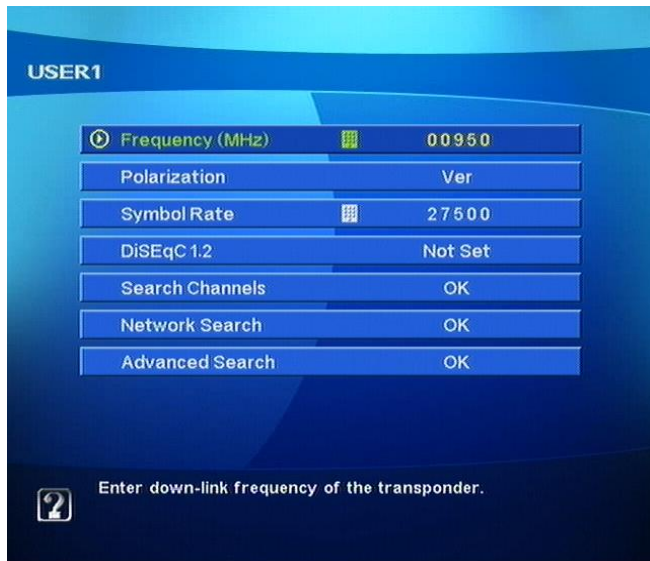 USER1
Frequency (MHz) 00950
Polarization Ver
Symbol Rate 27500
DiSEqC 1.2 Not Set
Search Channels OK
Network Search OK
Advanced Search OK
Enter down-link frequency of the transponder.